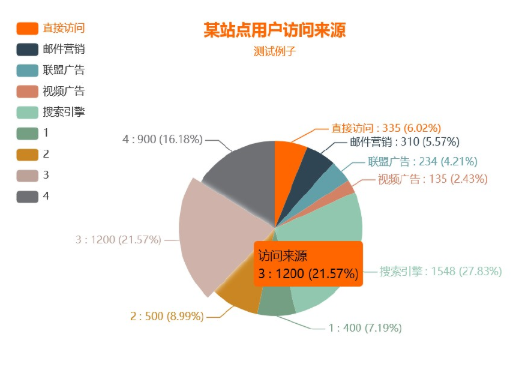 某站点用户访问来源
测试例子
直接访问
邮件营销
联盟广告
视频广告
搜索引擎
1
2
3
4
直接访问 : 335 (6.02%)
邮件营销 : 310 (5.57%)
联盟广告 : 234 (4.21%)
视频广告 : 135 (2.43%)
搜索引擎 : 1548 (27.83%)
1 : 400 (7.19%)
2 : 500 (8.99%)
3 : 1200 (21.57%)
4 : 900 (16.18%)
访问来源
3 : 1200 (21.57%)